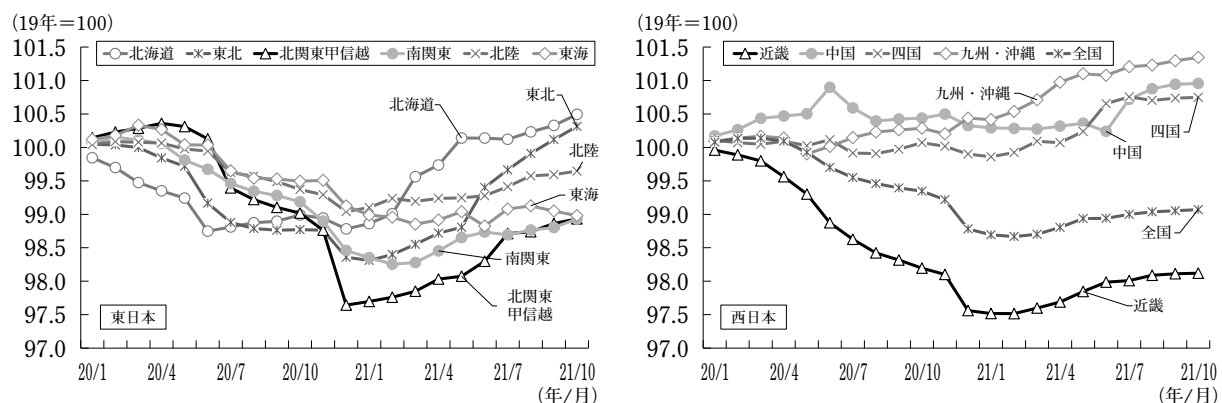 (19年=100)
101.5
101.0
100.5
100.0
99.5
99.0
98.5
98.0
97.5
97.0
北海道 東北 北関東甲信越 南関東 北陸 東海
北海道
東北
北陸
東海
南関東
北関東
甲信越
東日本
20/1 20/4 20/7 20/10 21/1 21/4 21/7 21/10
(年/月)
(19年=100)
101.5
101.0
100.5
100.0
99.5
99.0
98.5
98.0
97.5
97.0
近畿 中国 四国 九州・沖縄 全国
九州・沖縄
四国
中国
全国
近畿
西日本
20/1 20/4 20/7 20/10 21/1 21/4 21/7 21/10
(年/月)